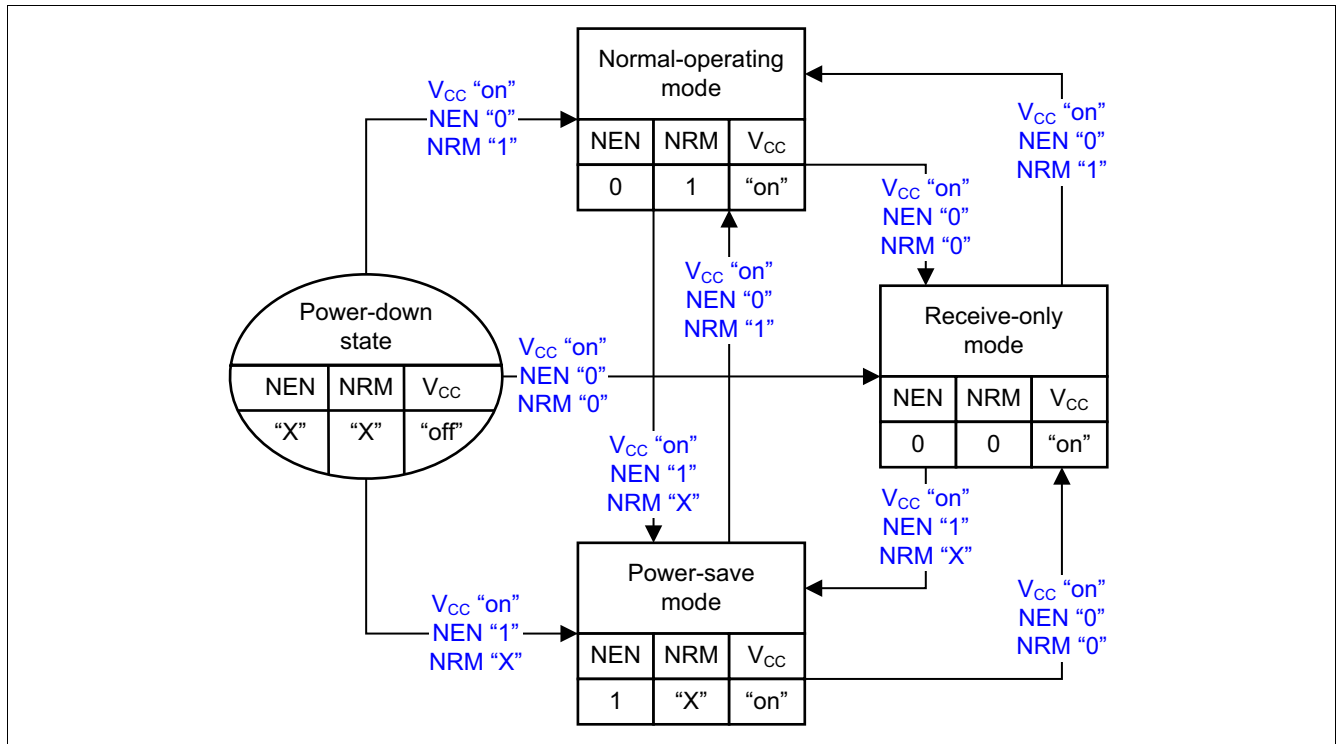 Normal-operating
mode
NEN NRM VCC
0 1 “on”
VCC “on”
NEN “0”
NRM “1”
VCC “on”
NEN “0”
NRM “1”
VCC “on”
NEN “0”
NRM “0”
VCC “on”
NEN “0”
NRM “1”
Power-down
state
NEN NRM VCC
“X” “X” “off”
VCC “on”
NEN “0”
NRM “0”
Receive-only
mode
NEN NRM VCC
0 0 “on”
VCC “on”
NEN “1”
NRM “X”
VCC “on”
NEN “1”
NRM “X”
VCC “on”
NEN “1”
NRM “X”
Power-save
mode
NEN NRM VCC
1 “X” “on”
VCC “on”
NEN “0”
NRM “0”